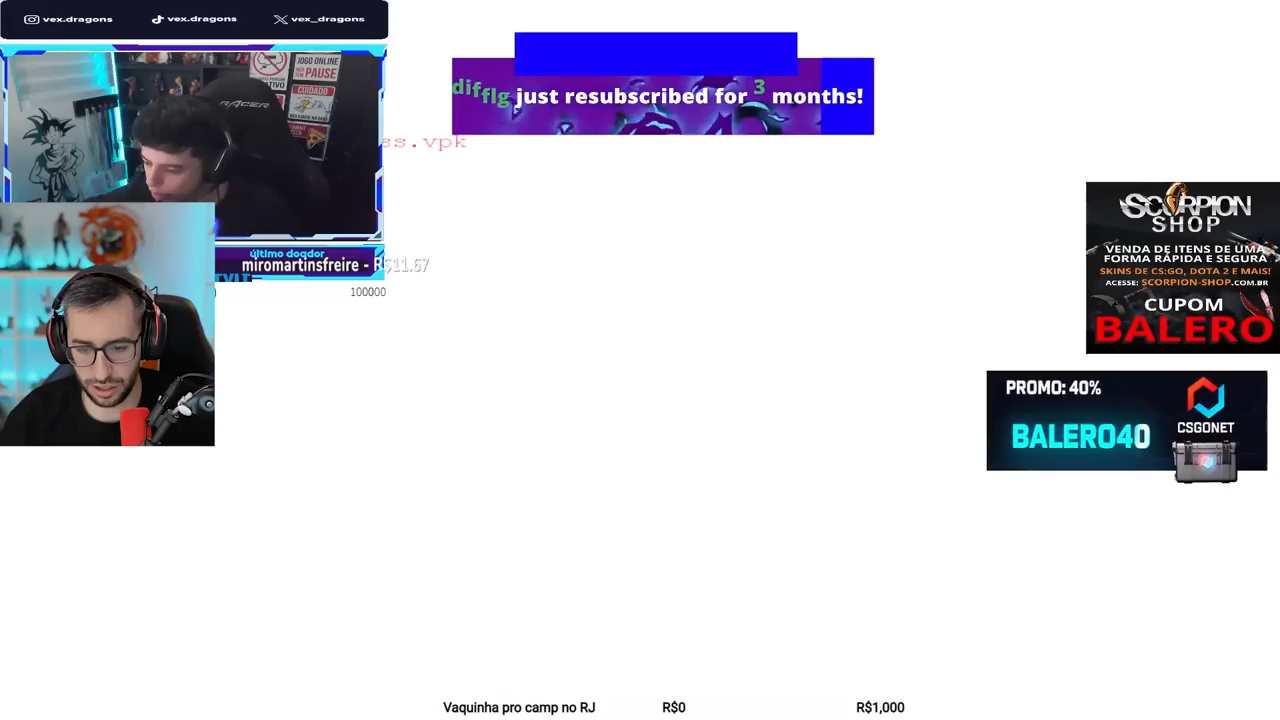 vex.dragons vex.dragons vex_dragons
JOGO ONLINE
PAUSE
CUIDADO
RACER
difflg just resubscribed for 3 months!
ss.vpk
último doador
miromartinsfreire - R$11.67
100000
SCORPION
SHOP
VENDA DE ITENS DE UMA
FORMA RÁPIDA E SEGURA
SKINS DE CS:GO, DOTA 2 E MAIS!
ACESSE: SCORPION-SHOP.COM.BR
CUPOM
BALERO
PROMO: 40%
BALERO40
CSGONET
Vaquinha pro camp no RJ R$0 R$1,000